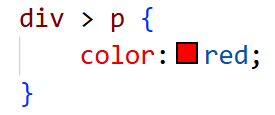 div > p {
    color: red;
}